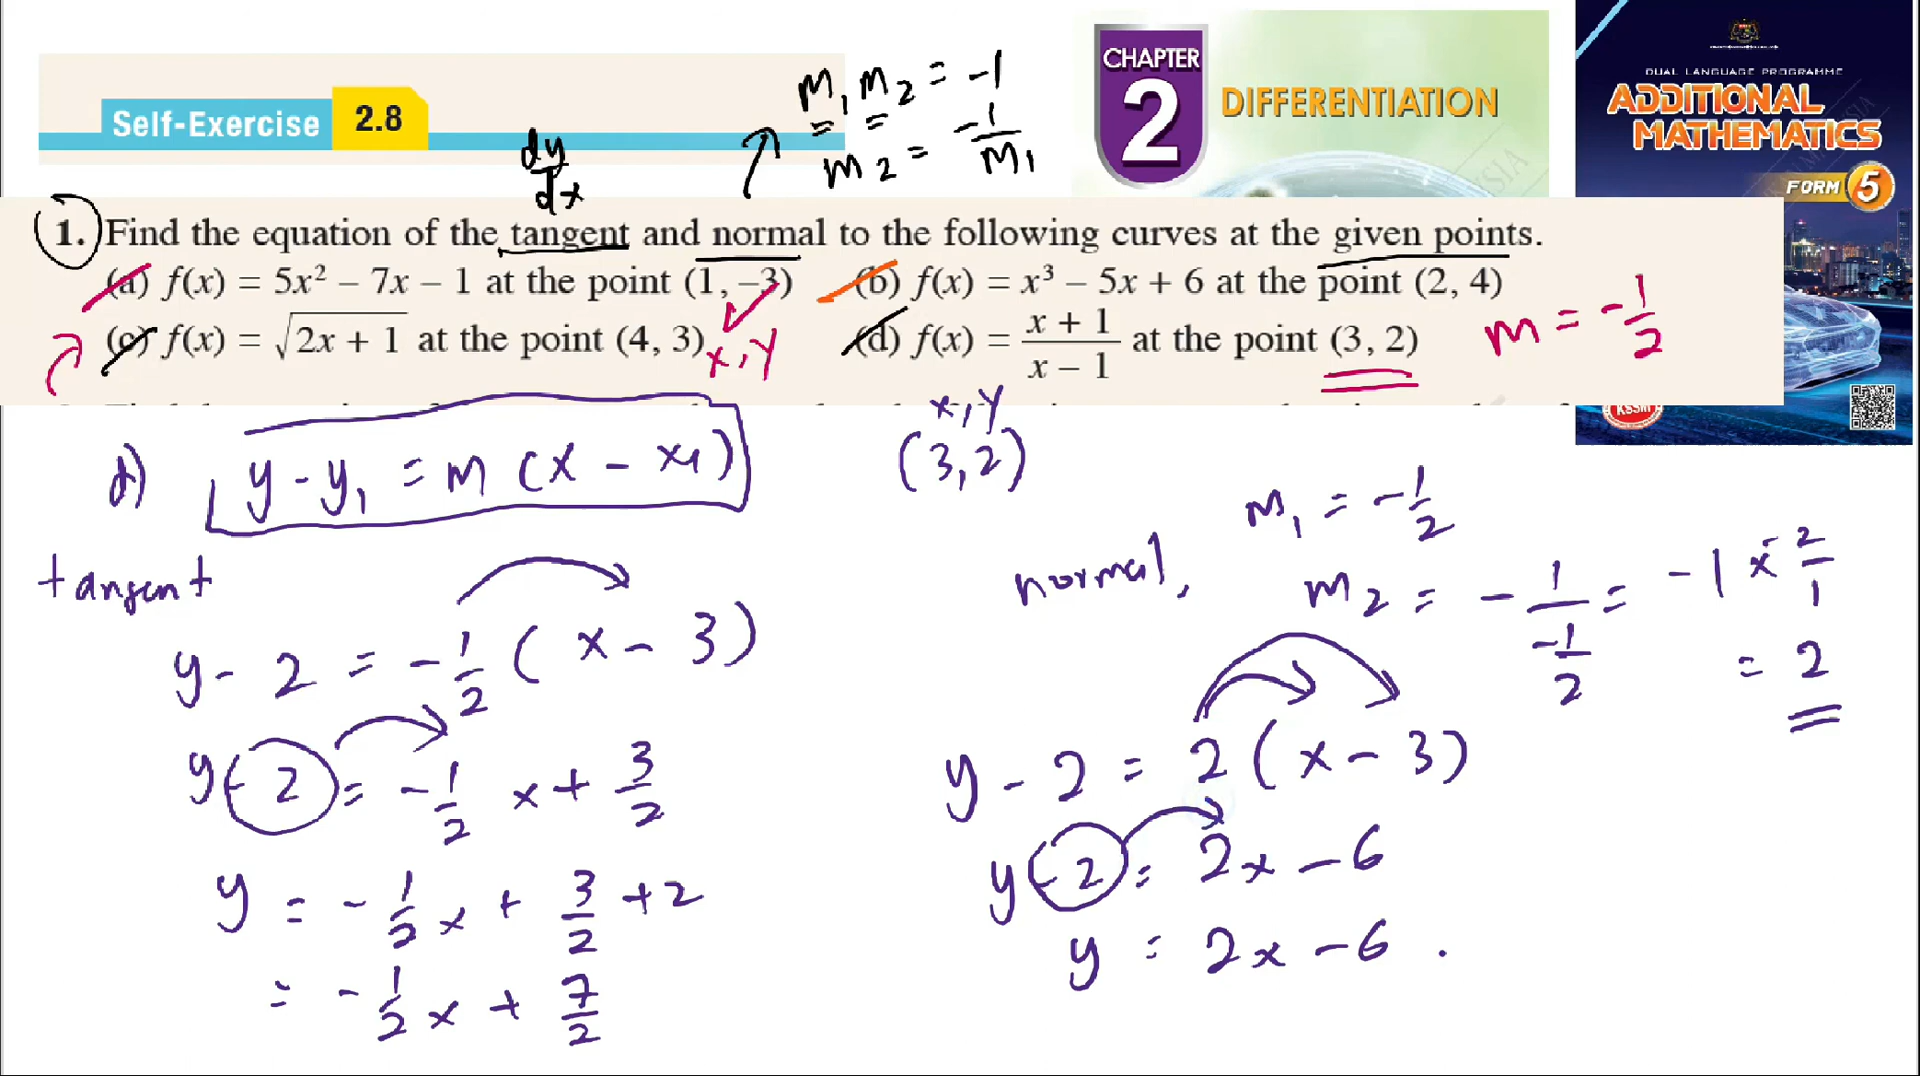 CHAPTER
2
DIFFERENTIATION
DUAL LANGUAGE PROGRAMME
ADDITIONAL
MATHEMATICS
FORM 5
KSSM
Self-Exercise 2.8
dy/dx
m₁m₂ = -1
m₂ = -1/m₁
1. Find the equation of the tangent and normal to the following curves at the given points.
(a) f(x) = 5x² – 7x – 1 at the point (1, –3) (b) f(x) = x³ – 5x + 6 at the point (2, 4)
(c) f(x) = √(2x + 1) at the point (4, 3) (d) f(x) = (x + 1)/(x – 1) at the point (3, 2)
x, y
m = -1/2
d) y - y₁ = m (x - x₁)
x, y
(3, 2)
tangent
y - 2 = -1/2 (x - 3)
y - 2 = -1/2 x + 3/2
y = -1/2 x + 3/2 + 2
= -1/2 x + 7/2
normal,
m₁ = -1/2
m₂ = - 1/(-1/2) = -1 x -2/1
= 2
y - 2 = 2 (x - 3)
y - 2 = 2x - 6
y = 2x - 6